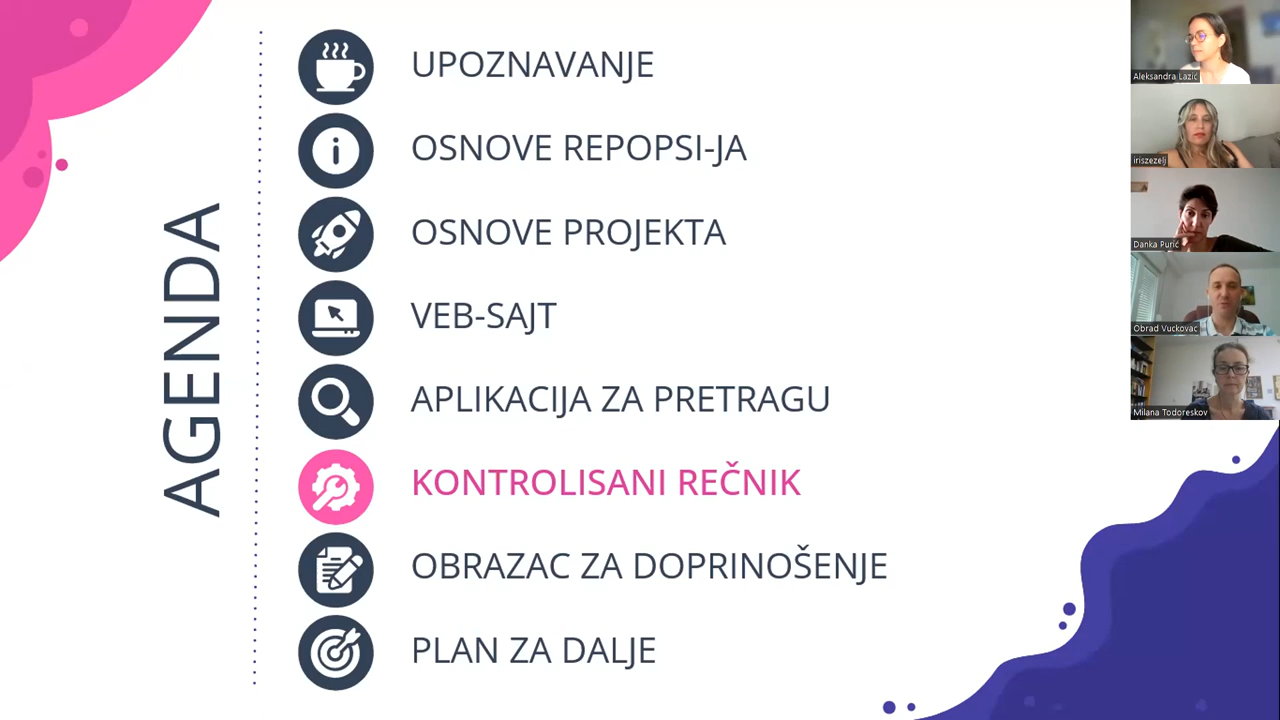 AGENDA
UPOZNAVANJE
OSNOVE REPOPSI-JA
OSNOVE PROJEKTA
VEB-SAJT
APLIKACIJA ZA PRETRAGU
KONTROLISANI REČNIK
OBRAZAC ZA DOPRINOŠENJE
PLAN ZA DALJE
Aleksandra Lazić
iriszezelj
Danka Purić
Obrad Vuckovac
Milana Todoreskov